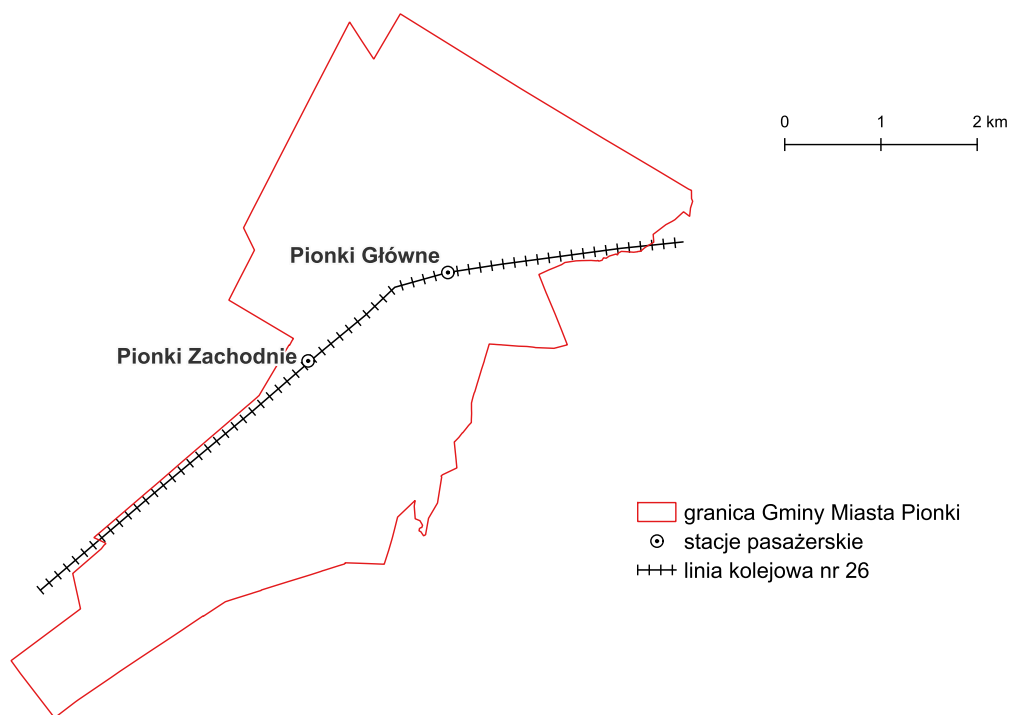 0 1 2 km
Pionki Główne
Pionki Zachodnie
granica Gminy Miasta Pionki
stacje pasażerskie
linia kolejowa nr 26